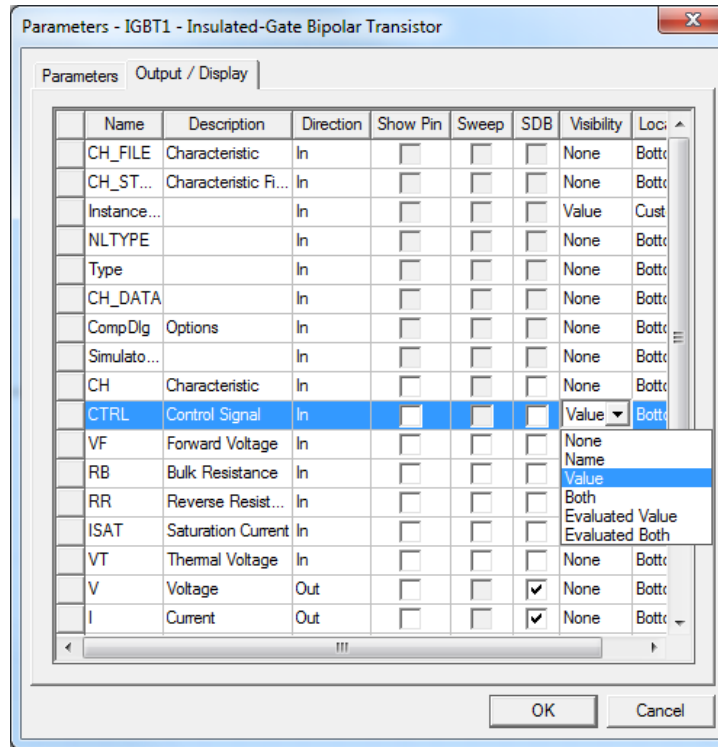 Parameters - IGBT1 - Insulated-Gate Bipolar Transistor
Parameters Output / Display
Name Description Direction Show Pin Sweep SDB Visibility Loca
CH_FILE Characteristic In None Botto
CH_ST... Characteristic Fi... In None Botto
Instance... In Value Cust
NLTYPE In None Botto
Type In None Botto
CH_DATA In None Botto
CompDlg Options In None Botto
Simulato... In None Botto
CH Characteristic In None Botto
CTRL Control Signal In Value Botto
VF Forward Voltage In None
RB Bulk Resistance In Name
Value
RR Reverse Resist... In Both
ISAT Saturation Current In Evaluated Value
Evaluated Both
VT Thermal Voltage In None Botto
V Voltage Out None Botto
I Current Out None Botto
OK Cancel